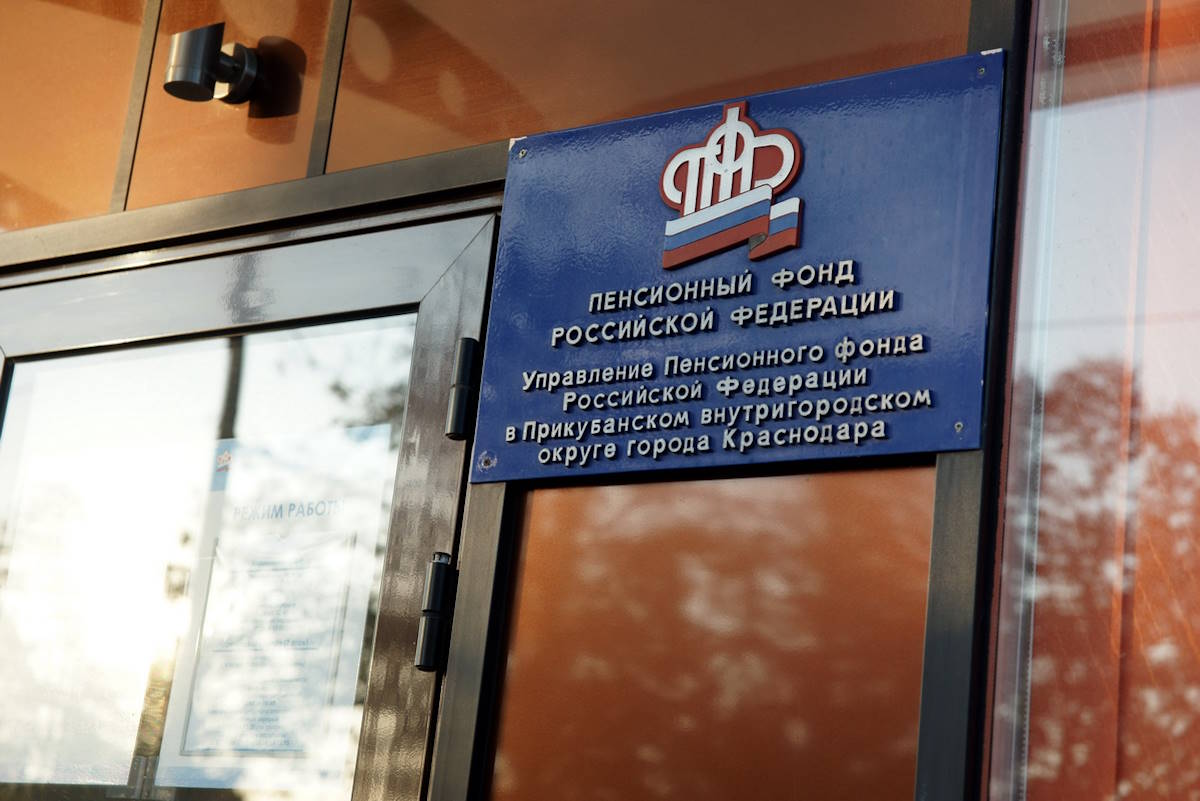 ПФР
ПЕНСИОННЫЙ ФОНД
РОССИЙСКОЙ ФЕДЕРАЦИИ
Управление Пенсионного фонда
Российской Федерации
в Прикубанском внутригородском
округе города Краснодара
РЕЖИМ РАБОТЫ